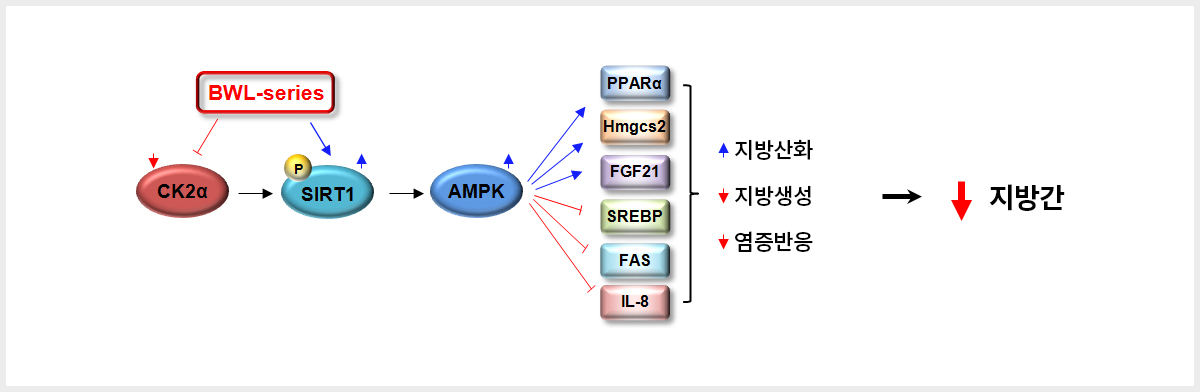 BWL-series
CK2α
P
SIRT1
AMPK
PPARα
Hmgcs2
FGF21
SREBP
FAS
IL-8
지방산화
지방생성
염증반응
지방간